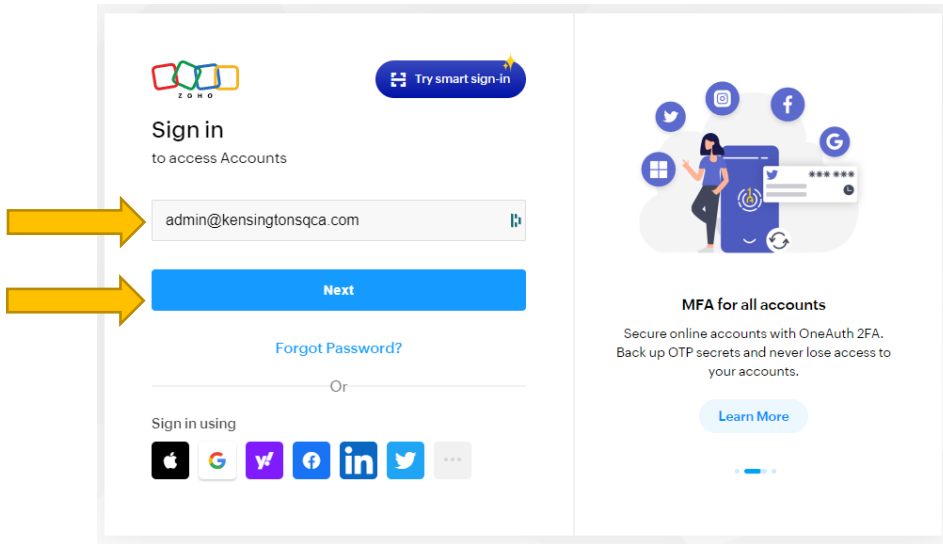 ZOHO
Try smart sign-in
Sign in
to access Accounts
admin@kensingtonsqca.com
Next
Forgot Password?
Or
Sign in using
MFA for all accounts
Secure online accounts with OneAuth 2FA.
Back up OTP secrets and never lose access to
your accounts.
Learn More